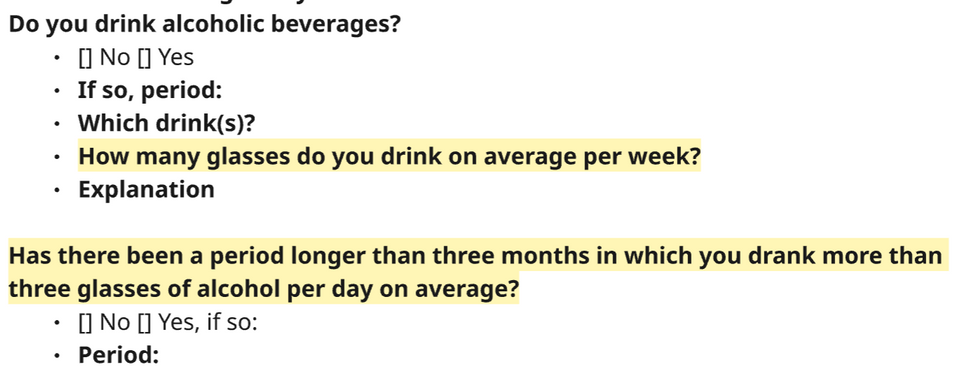 Do you drink alcoholic beverages?
• [] No [] Yes
• If so, period:
• Which drink(s)?
• How many glasses do you drink on average per week?
• Explanation
Has there been a period longer than three months in which you drank more than
three glasses of alcohol per day on average?
• [] No [] Yes, if so:
• Period: